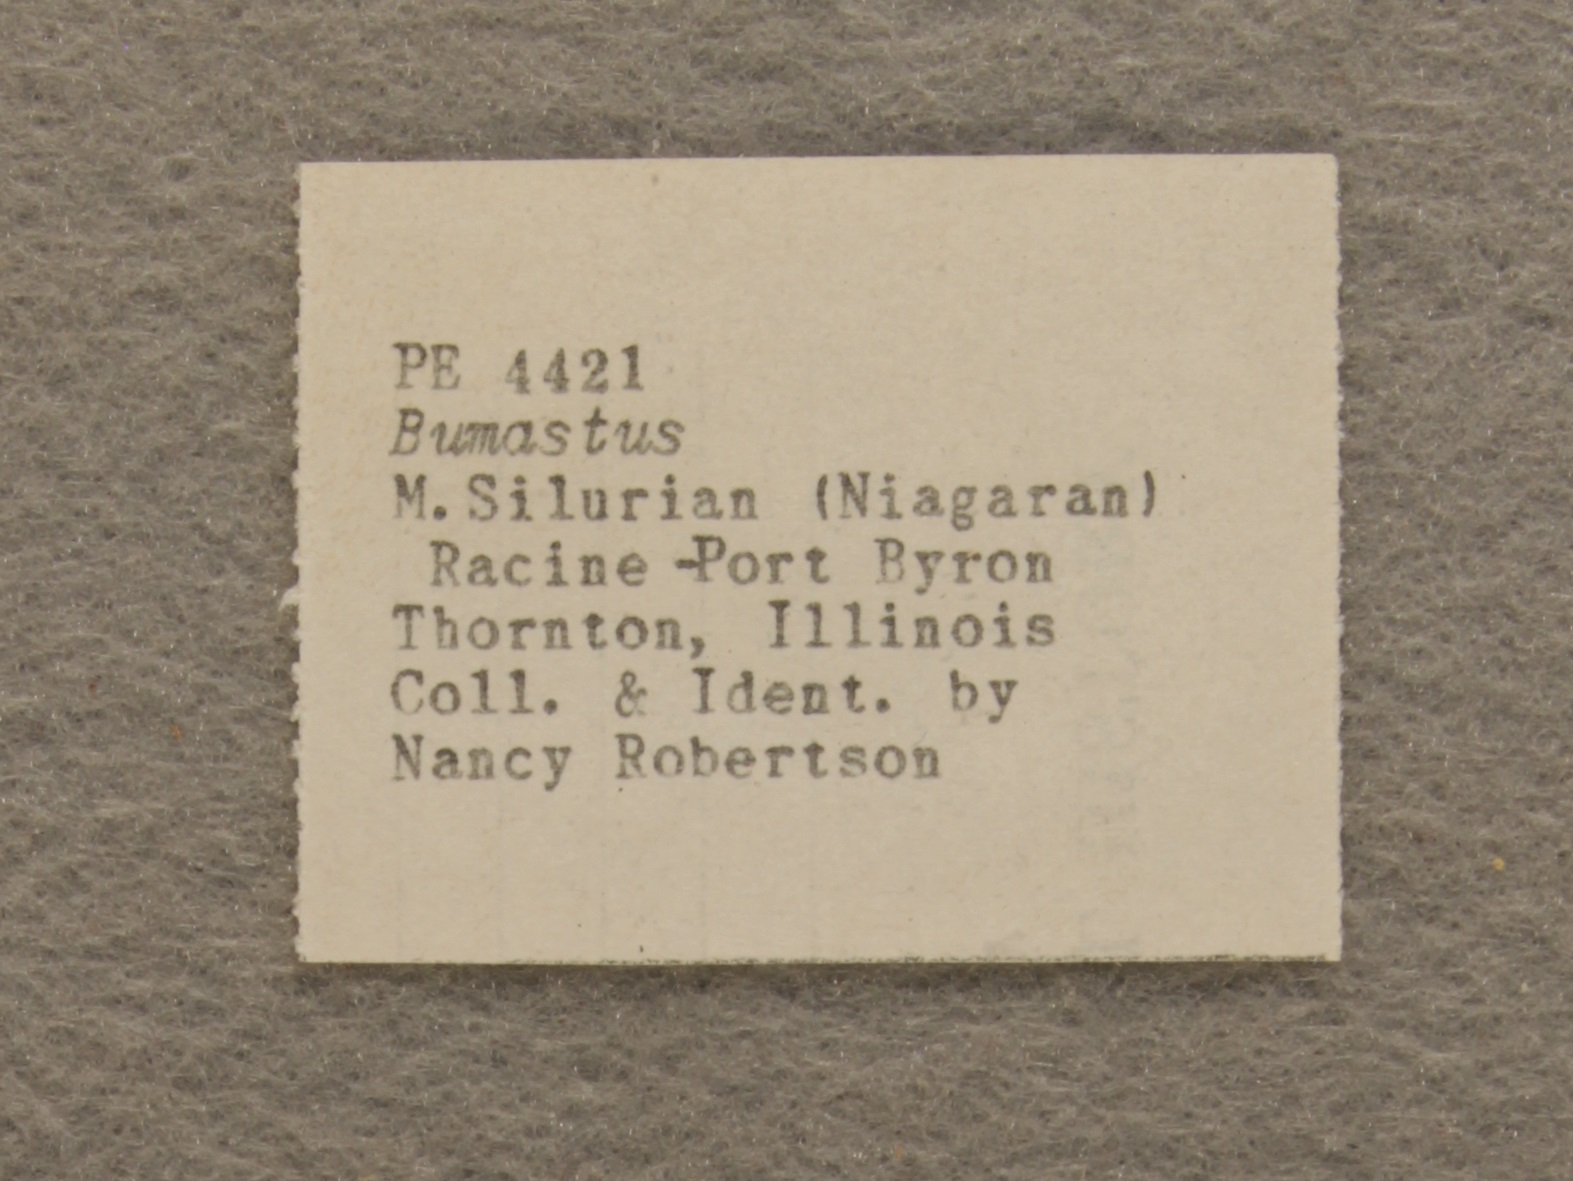 PE 4421
Bumastus
M.Silurian (Niagaran)
Racine-Port Byron
Thornton, Illinois
Coll. & Ident. by
Nancy Robertson